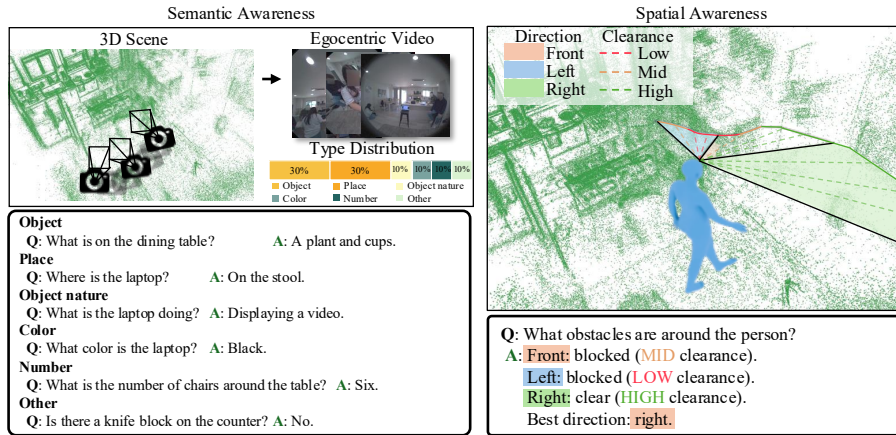 Semantic Awareness
3D Scene
Egocentric Video
Type Distribution
30% 30% 10% 10% 10% 10%
Object Place Object nature
Color Number Other
Object
Q: What is on the dining table? A: A plant and cups.
Place
Q: Where is the laptop? A: On the stool.
Object nature
Q: What is the laptop doing? A: Displaying a video.
Color
Q: What color is the laptop? A: Black.
Number
Q: What is the number of chairs around the table? A: Six.
Other
Q: Is there a knife block on the counter? A: No.
Spatial Awareness
Direction Clearance
Front Low
Left Mid
Right High
Q: What obstacles are around the person?
A: Front: blocked (MID clearance).
Left: blocked (LOW clearance).
Right: clear (HIGH clearance).
Best direction: right.